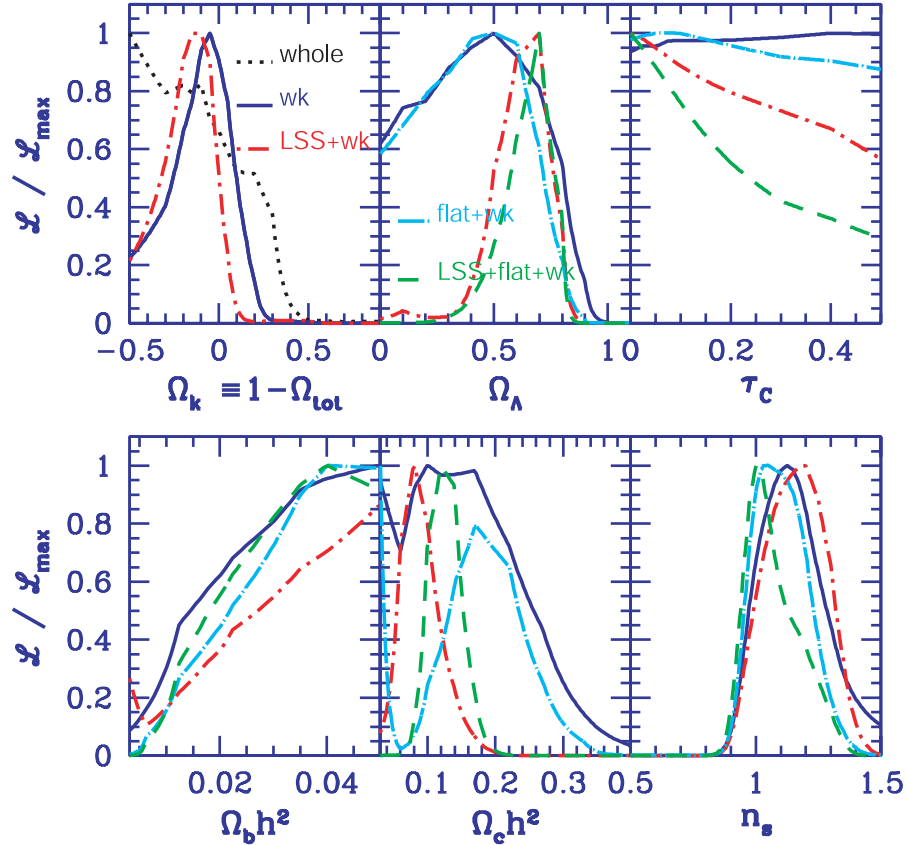 ℒ / ℒmax
1
0.8
0.6
0.4
0.2
0
whole
wk
LSS+wk
flat+wk
LSS+flat+wk
−0.5 0 0.5 0 0.5 1 0 0.2 0.4
Ωk ≡ 1−Ωtot ΩΛ τC
ℒ / ℒmax
1
0.8
0.6
0.4
0.2
0
0.02 0.04 0.1 0.2 0.3 0.5 1 1.5
Ωbh² Ωch² ns